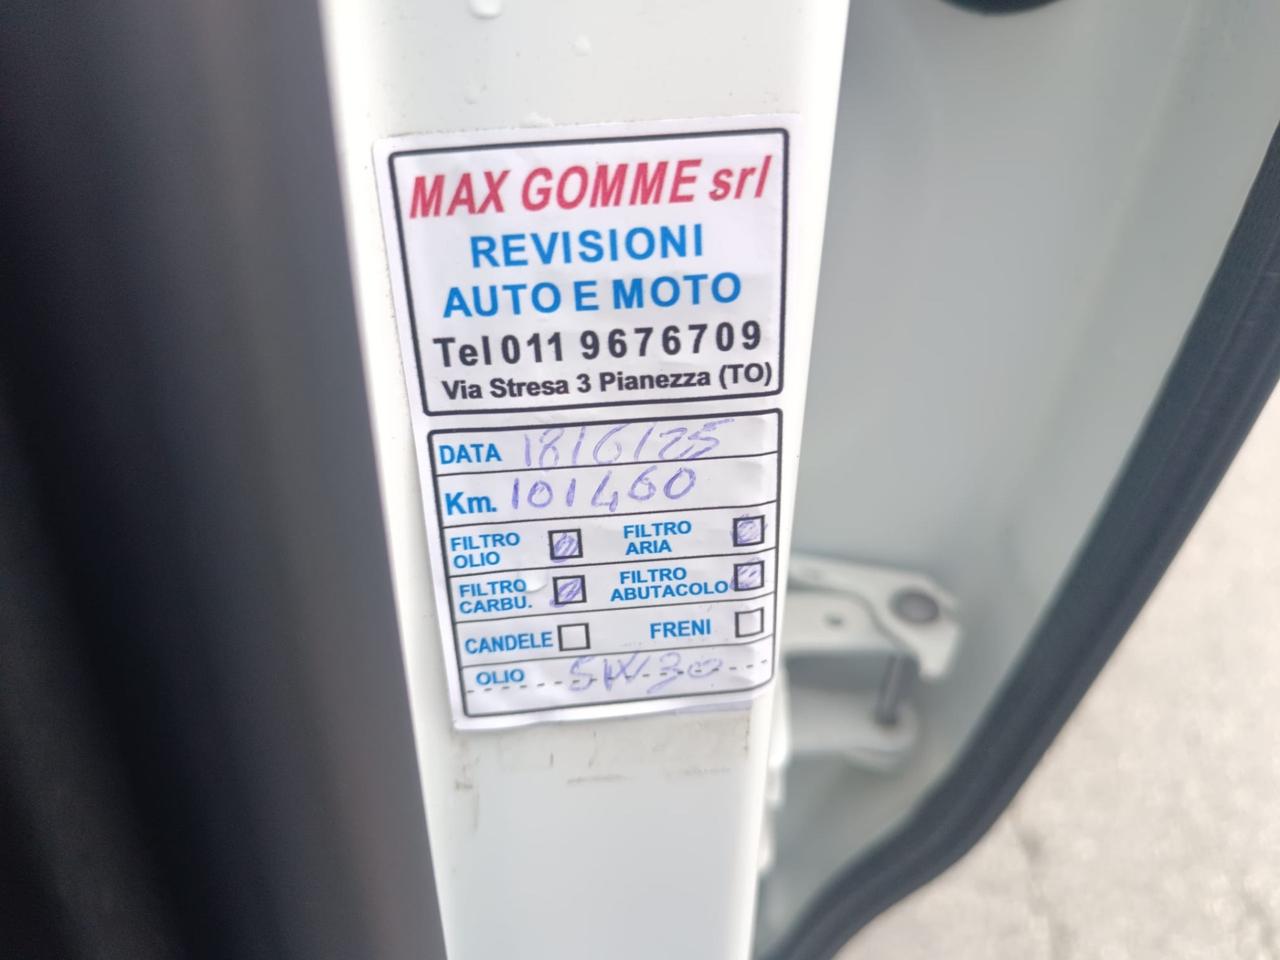 MAX GOMME srl
REVISIONI
AUTO E MOTO
Tel 011 9676709
Via Stresa 3 Pianezza (TO)
DATA 18/6/25
Km. 101460
FILTRO OLIO FILTRO ARIA
FILTRO CARBU. FILTRO ABUTACOLO
CANDELE FRENI
OLIO 5W30